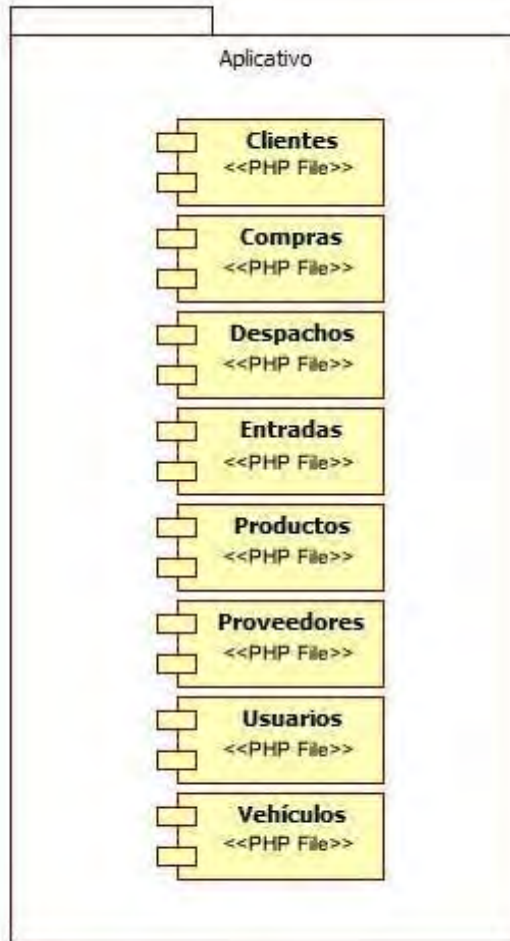 Aplicativo
Clientes
<<PHP File>>
Compras
<<PHP File>>
Despachos
<<PHP File>>
Entradas
<<PHP File>>
Productos
<<PHP File>>
Proveedores
<<PHP File>>
Usuarios
<<PHP File>>
Vehículos
<<PHP File>>